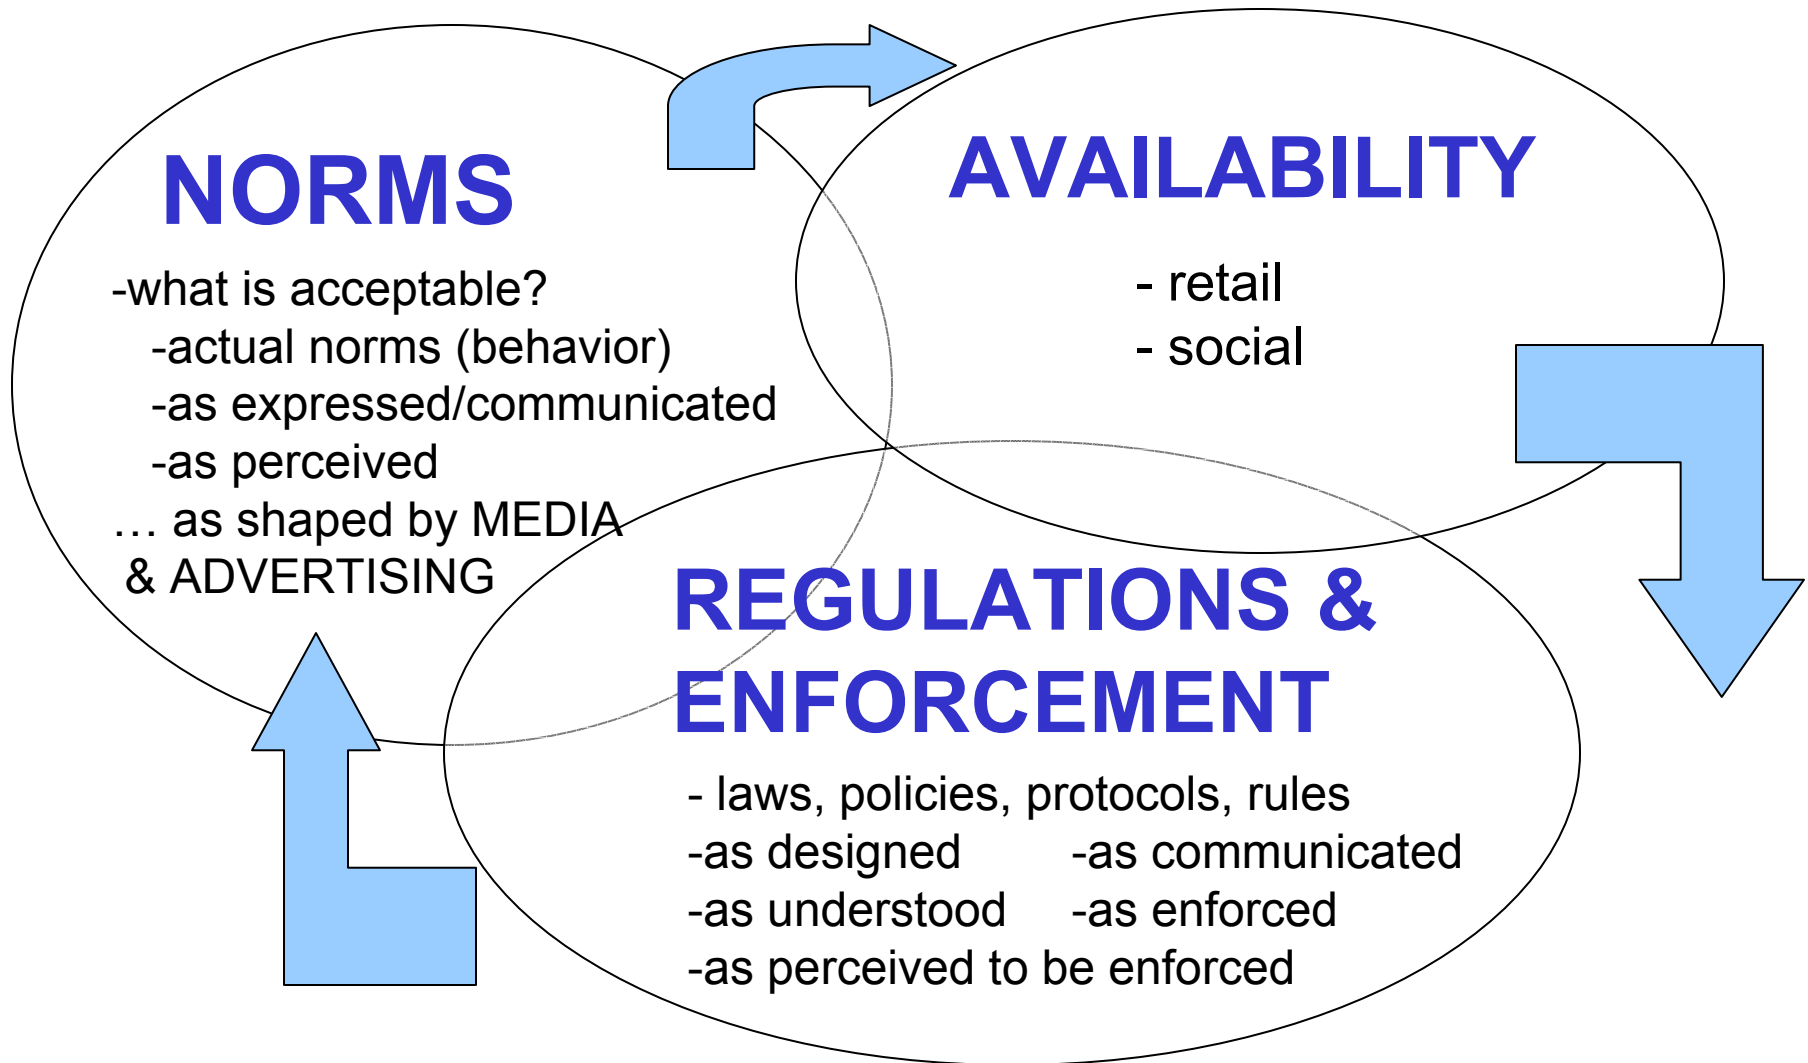 NORMS
-what is acceptable?
-actual norms (behavior)
-as expressed/communicated
-as perceived
… as shaped by MEDIA
& ADVERTISING
AVAILABILITY
- retail
- social
REGULATIONS &
ENFORCEMENT
- laws, policies, protocols, rules
-as designed -as communicated
-as understood -as enforced
-as perceived to be enforced